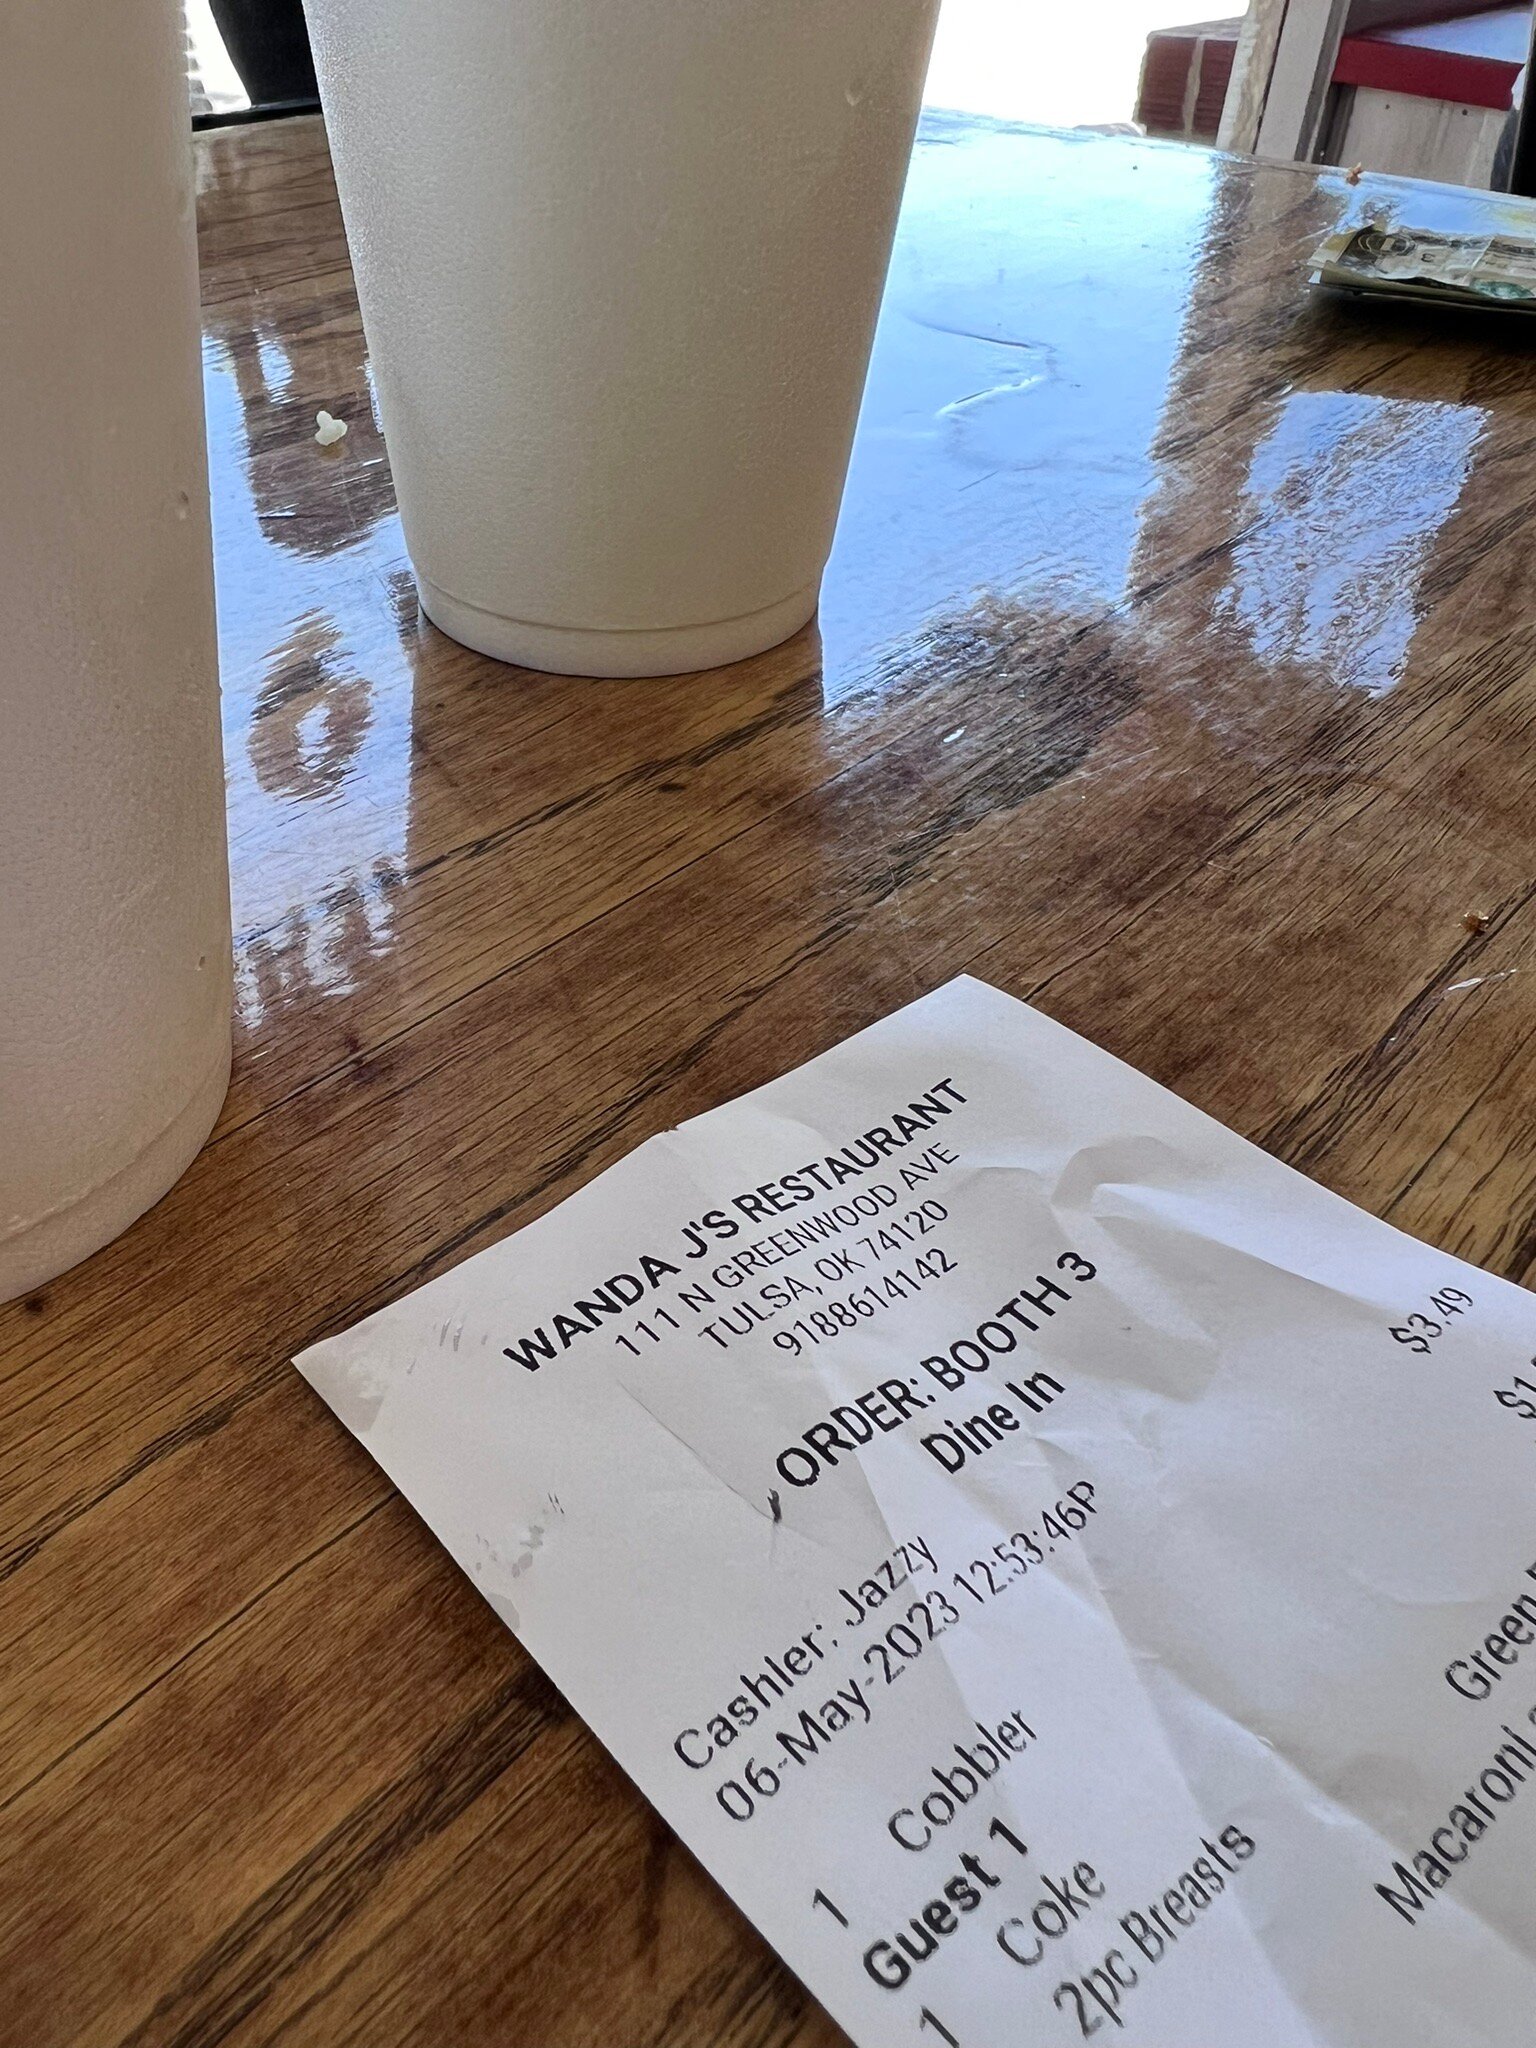 WANDA J'S RESTAURANT
111 N GREENWOOD AVE
TULSA, OK 74120
9188614142
ORDER: BOOTH 3
Dine In
Cashier: Jazzy
06-May-2023 12:53:46P
1 Cobbler $3.49
Guest 1
1 Coke
2pc Breasts
Green
Macaroni